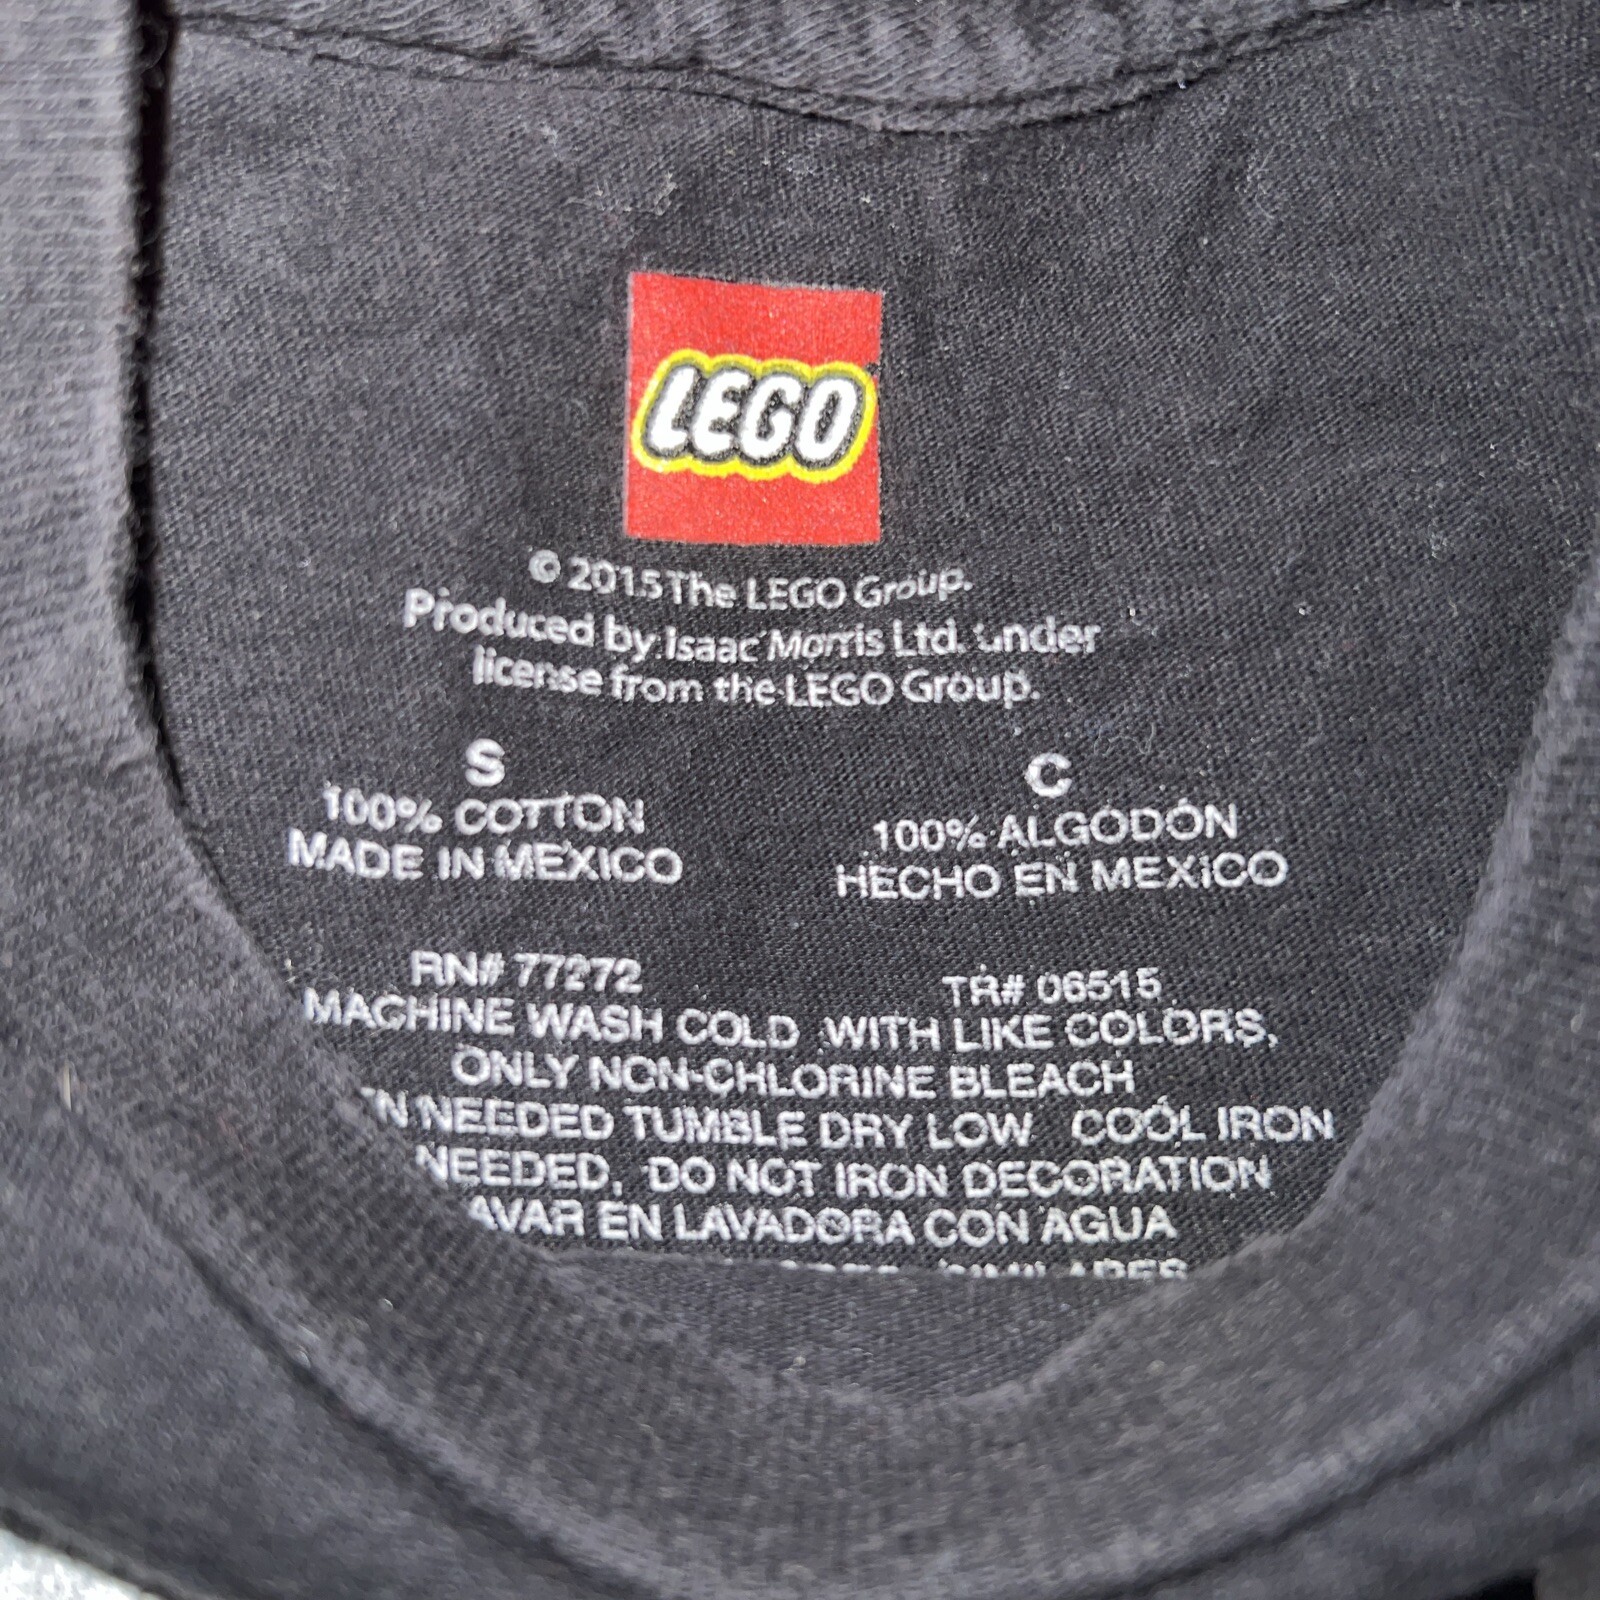 LEGO
© 2015 The LEGO Group.
Produced by Isaac Morris Ltd. under
license from the LEGO Group.
S
100% COTTON
MADE IN MEXICO
C
100% ALGODÓN
HECHO EN MEXICO
RN# 77272
TR# 06515
MACHINE WASH COLD WITH LIKE COLORS,
ONLY NON-CHLORINE BLEACH
NEEDED TUMBLE DRY LOW COOL IRON
NEEDED, DO NOT IRON DECORATION
EN LAVADORA CON AGUA